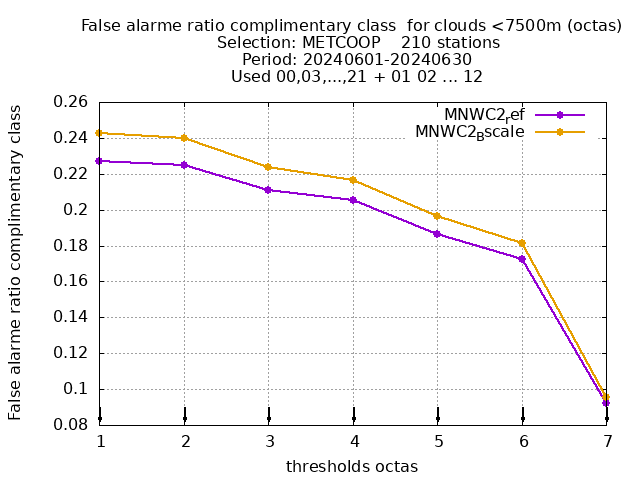 False alarme ratio complimentary class  for clouds <7500m (octas)
Selection: METCOOP    210 stations
Period: 20240601-20240630
Used 00,03,...,21 + 01 02 ... 12
MNWC2ref
MNWC2Bscale
False alarme ratio complimentary class
0.26
0.24
0.22
0.2
0.18
0.16
0.14
0.12
0.1
0.08
1 2 3 4 5 6 7
thresholds octas